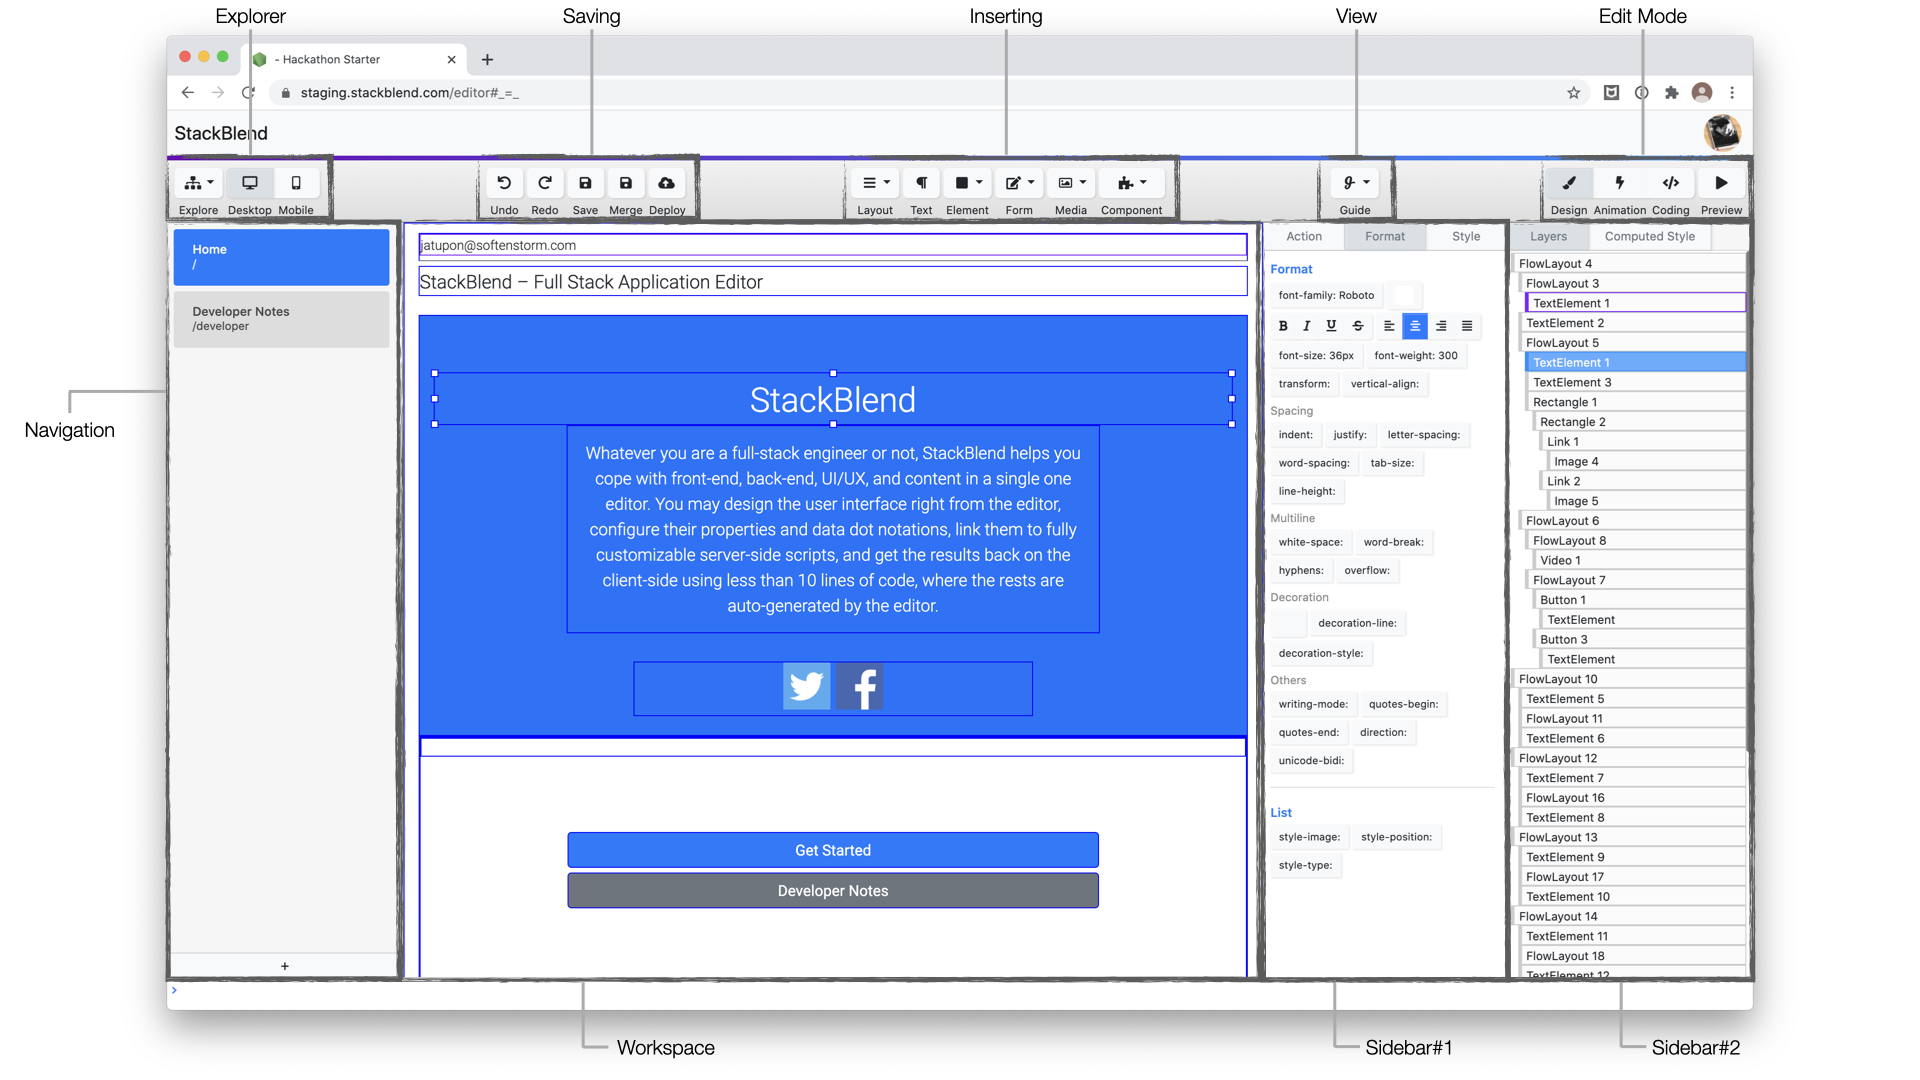 Explorer
Saving
Inserting
View
Edit Mode
- Hackathon Starter
staging.stackblend.com/editor#_=_
StackBlend
Explore Desktop Mobile
Undo Redo Save Merge Deploy
Layout Text Element Form Media Component
Guide
Design Animation Coding Preview
Navigation
Home
/
Developer Notes
/developer
+
jatupon@softenstorm.com
StackBlend – Full Stack Application Editor
StackBlend
Whatever you are a full-stack engineer or not, StackBlend helps you
cope with front-end, back-end, UI/UX, and content in a single one
editor. You may design the user interface right from the editor,
configure their properties and data dot notations, link them to fully
customizable server-side scripts, and get the results back on the
client-side using less than 10 lines of code, where the rests are
auto-generated by the editor.
Get Started
Developer Notes
Action Format Style
Format
font-family: Roboto
B I U S
font-size: 36px font-weight: 300
transform: vertical-align:
Spacing
indent: justify: letter-spacing:
word-spacing: tab-size:
line-height:
Multiline
white-space: word-break:
hyphens: overflow:
Decoration
decoration-line:
decoration-style:
Others
writing-mode: quotes-begin:
quotes-end: direction:
unicode-bidi:
List
style-image: style-position:
style-type:
Layers Computed Style
FlowLayout 4
FlowLayout 3
TextElement 1
TextElement 2
FlowLayout 5
TextElement 1
TextElement 3
Rectangle 1
Rectangle 2
Link 1
Image 4
Link 2
Image 5
FlowLayout 6
FlowLayout 8
Video 1
FlowLayout 7
Button 1
TextElement
Button 3
TextElement
FlowLayout 10
TextElement 5
FlowLayout 11
TextElement 6
FlowLayout 12
TextElement 7
FlowLayout 16
TextElement 8
FlowLayout 13
TextElement 9
FlowLayout 17
TextElement 10
FlowLayout 14
TextElement 11
FlowLayout 18
TextElement 12
Workspace
Sidebar#1
Sidebar#2